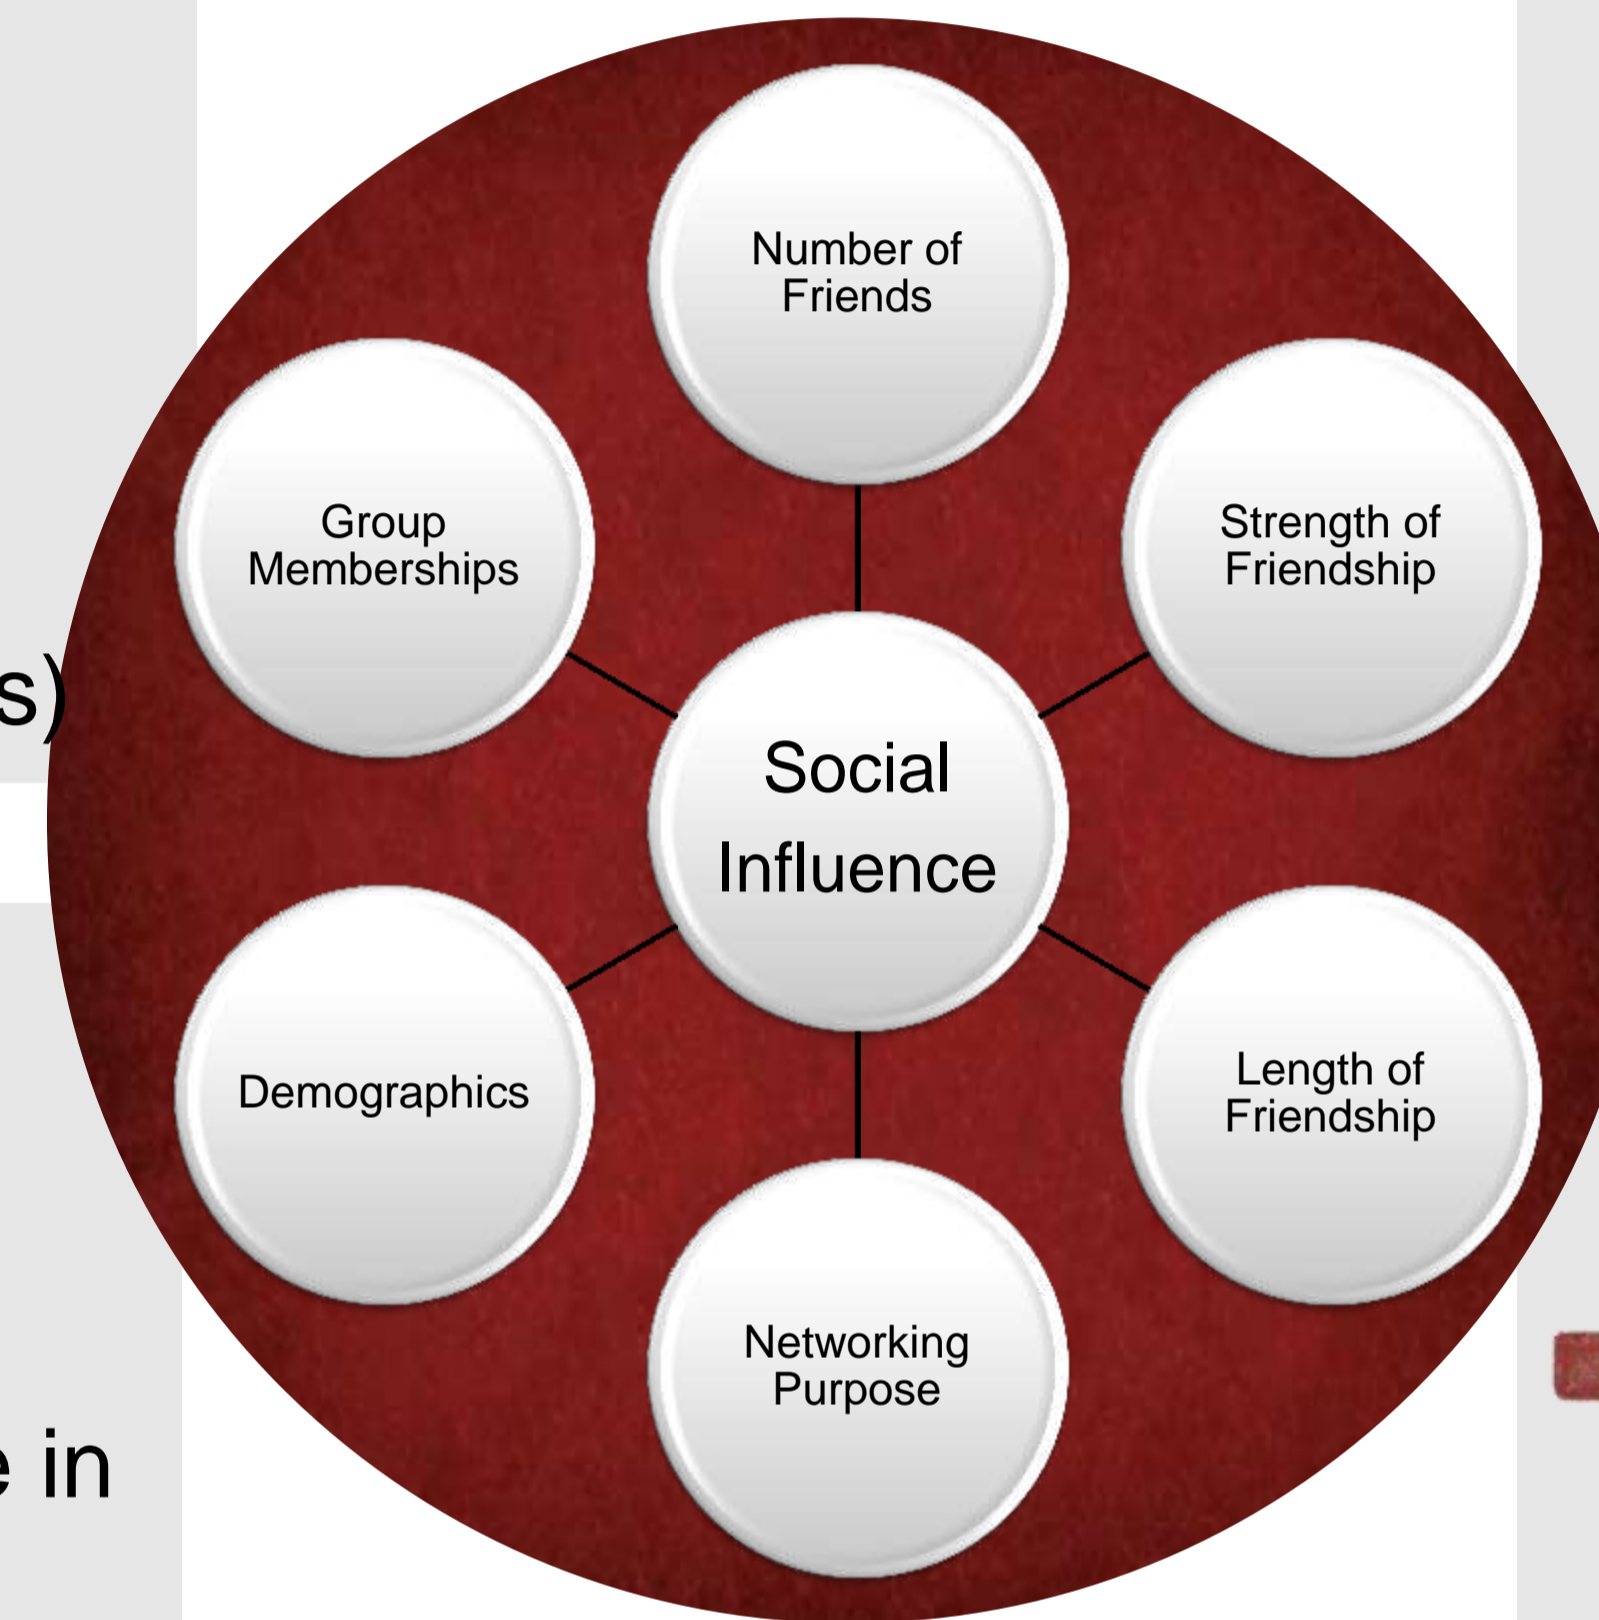 Number of
Friends
Group
Memberships
Strength of
Friendship
s)
Social
Influence
Demographics
Length of
Friendship
Networking
Purpose
e in